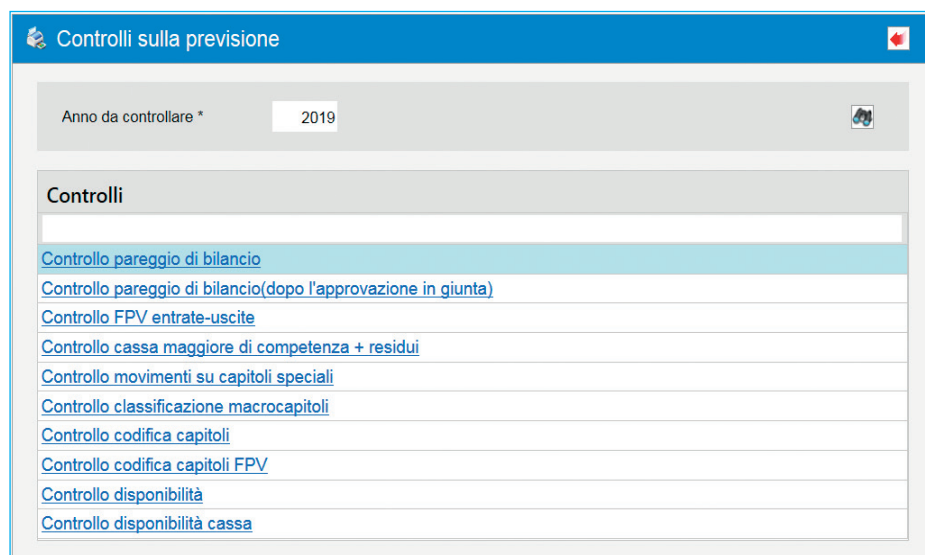 Controlli sulla previsione
Anno da controllare * 2019
Controlli
Controllo pareggio di bilancio
Controllo pareggio di bilancio(dopo l'approvazione in giunta)
Controllo FPV entrate-uscite
Controllo cassa maggiore di competenza + residui
Controllo movimenti su capitoli speciali
Controllo classificazione macrocapitoli
Controllo codifica capitoli
Controllo codifica capitoli FPV
Controllo disponibilità
Controllo disponibilità cassa